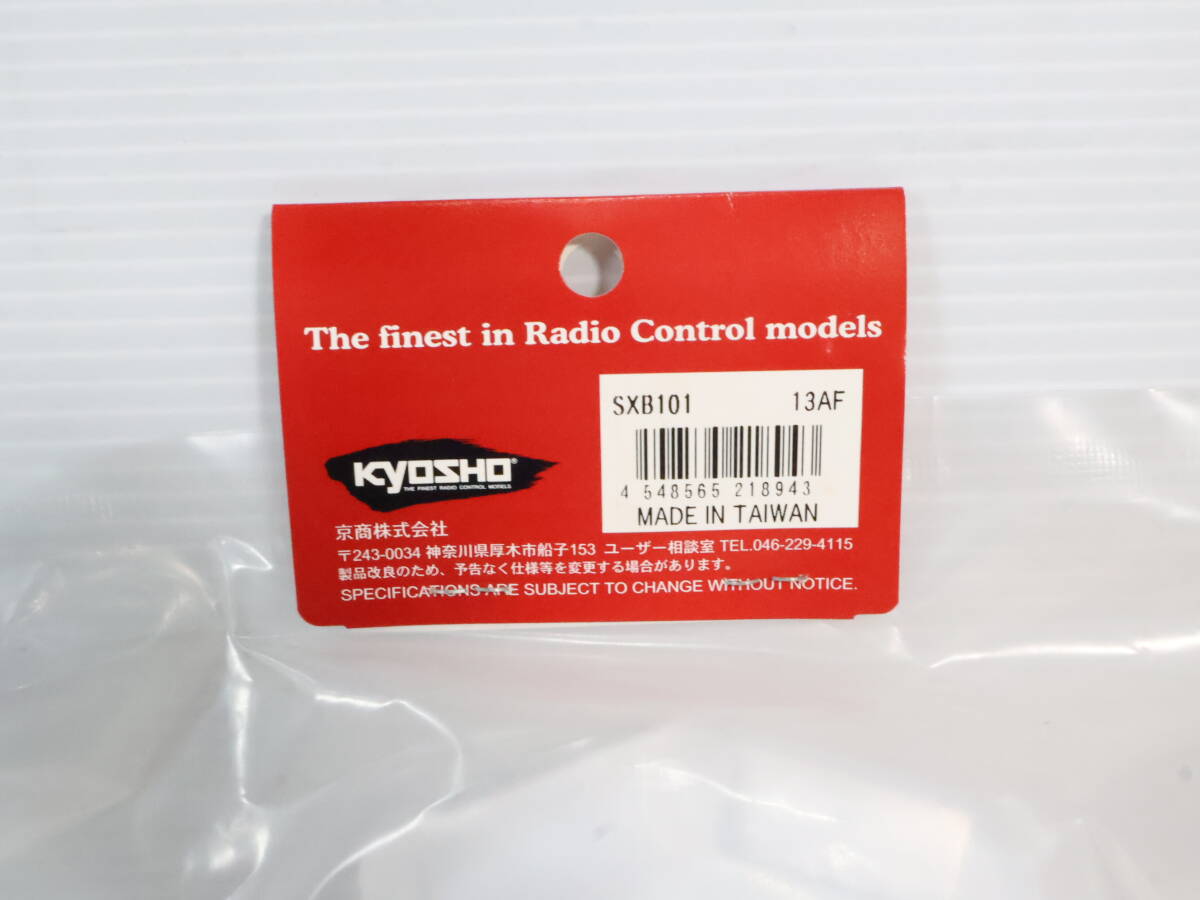 The finest in Radio Control models
SXB101 13AF
4 548565 218943
MADE IN TAIWAN
KYOSHO®
THE FINEST RADIO CONTROL MODELS
京商株式会社
〒243-0034 神奈川県厚木市船子153 ユーザー相談室 TEL.046-229-4115
製品改良のため、予告なく仕様等を変更する場合があります。
SPECIFICATIONS ARE SUBJECT TO CHANGE WITHOUT NOTICE.